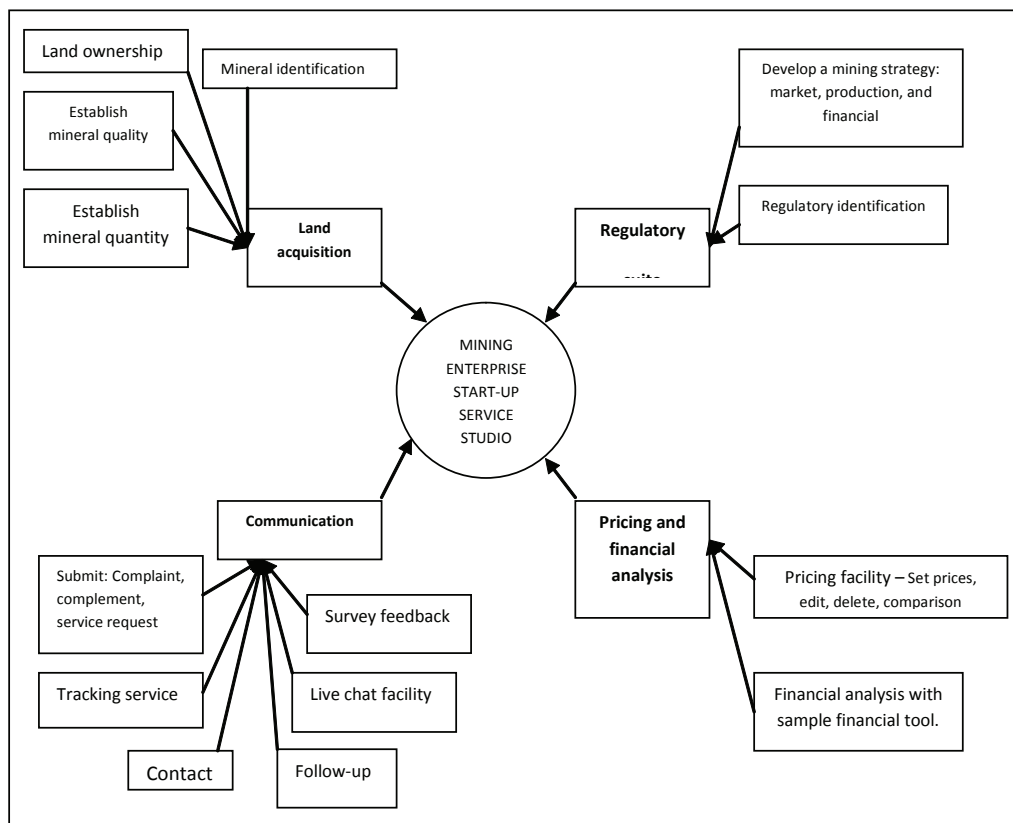 Land ownership
Mineral identification
Establish
mineral quality
Establish
mineral quantity
Land
acquisition
Develop a mining strategy:
market, production, and
financial
Regulatory identification
Regulatory
MINING
ENTERPRISE
START-UP
SERVICE
STUDIO
Communication
Submit: Complaint,
complement,
service request
Survey feedback
Tracking service
Live chat facility
Contact
Follow-up
Pricing and
financial
analysis
Pricing facility – Set prices,
edit, delete, comparison
Financial analysis with
sample financial tool.